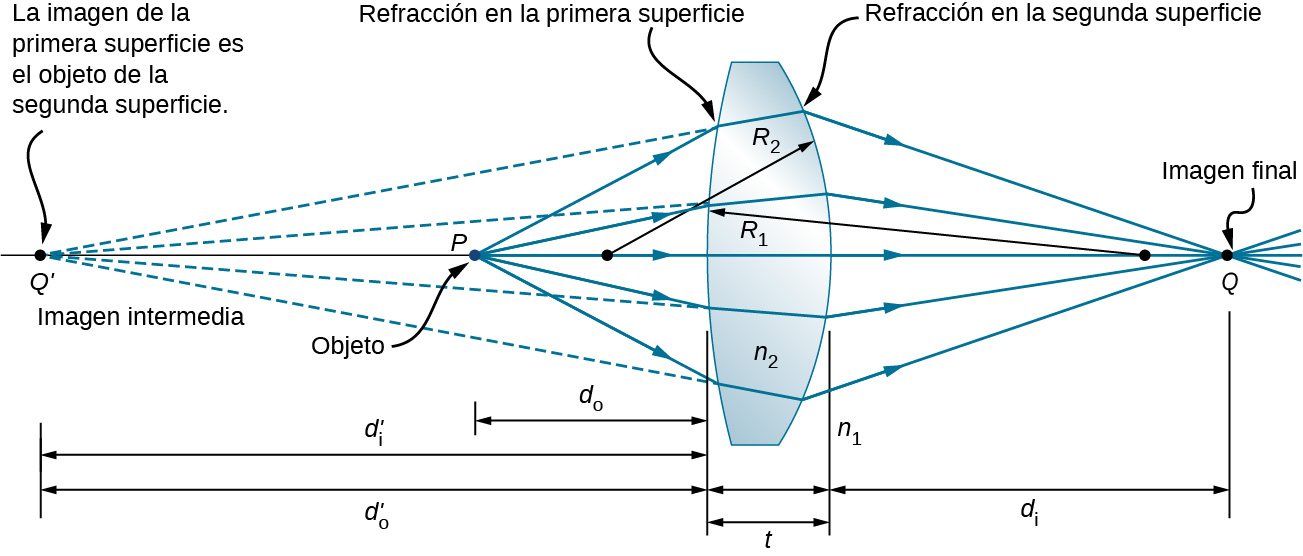 La imagen de la
primera superficie es
el objeto de la
segunda superficie.
Refracción en la primera superficie
Refracción en la segunda superficie
R2
Imagen final
P
R1
Q′
Q
Imagen intermedia
Objeto
n2
do
d′i
n1
d′o
di
t